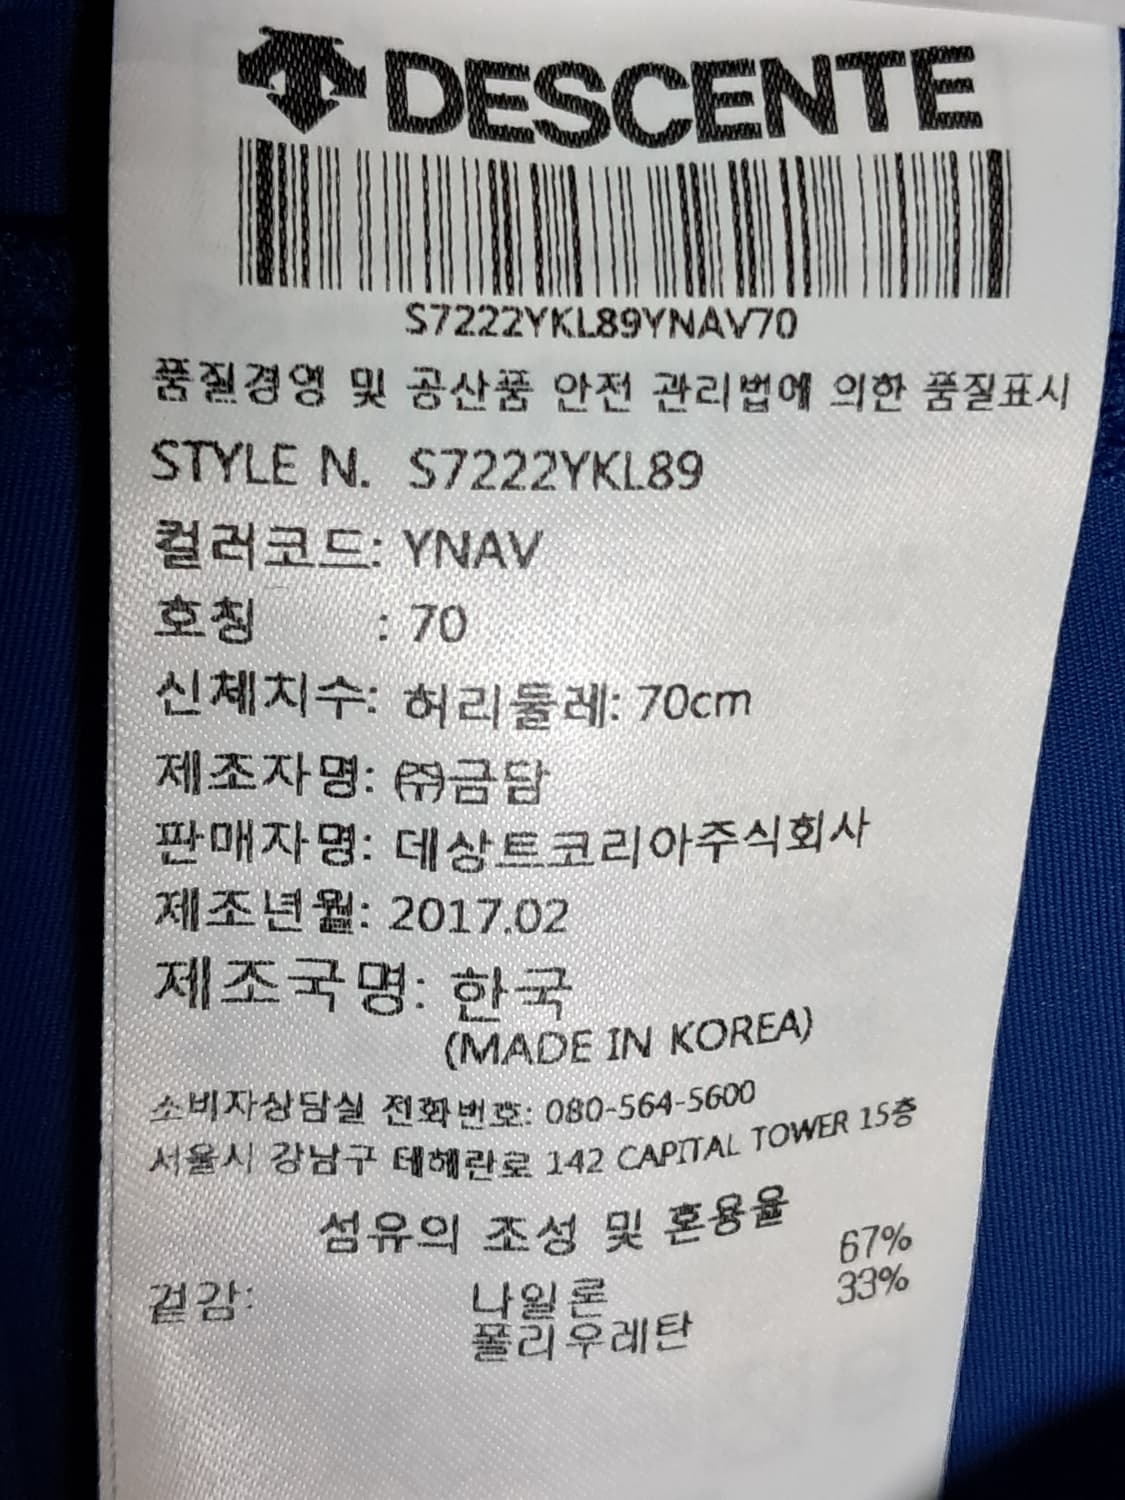 DESCENTE
S7222YKL89YNAV70
품질경영 및 공산품 안전 관리법에 의한 품질표시
STYLE N. S7222YKL89
컬러코드: YNAV
호칭 : 70
신체치수: 허리둘레: 70cm
제조자명: ㈜금담
판매자명: 데상트코리아주식회사
제조년월: 2017.02
제조국명: 한국
(MADE IN KOREA)
소비자상담실 전화번호: 080-564-5600
서울시 강남구 테헤란로 142 CAPITAL TOWER 15층
섬유의 조성 및 혼용율
겉감: 나일론 67%
폴리우레탄 33%